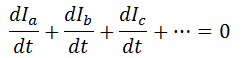 dI_a/dt + dI_b/dt + dI_c/dt + ⋯ = 0